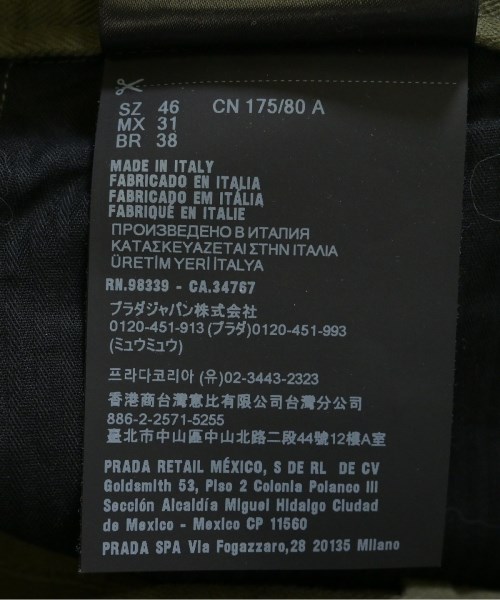 SZ 46 CN 175/80 A
MX 31
BR 38
MADE IN ITALY
FABRICADO EN ITALIA
FABRICADO EM ITÁLIA
FABRIQUÉ EN ITALIE
ПРОИЗВЕДЕНО В ИТАЛИЯ
ΚΑΤΑΣΚΕΥΑΖΕΤΑΙ ΣΤΗΝ ΙΤΑΛΙΑ
ÜRETİM YERİ İTALYA
RN.98339 - CA.34767
プラダジャパン株式会社
0120-451-913 (プラダ)0120-451-993
(ミュウミュウ)
프라다코리아 (유)02-3443-2323
香港商台灣意比有限公司台灣分公司
886-2-2571-5255
臺北市中山區中山北路二段44號12樓A室
PRADA RETAIL MÉXICO, S DE RL DE CV
Goldsmith 53, Piso 2 Colonia Polanco III
Sección Alcaldía Miguel Hidalgo Ciudad
de Mexico - Mexico CP 11560
PRADA SPA Via Fogazzaro,28 20135 Milano